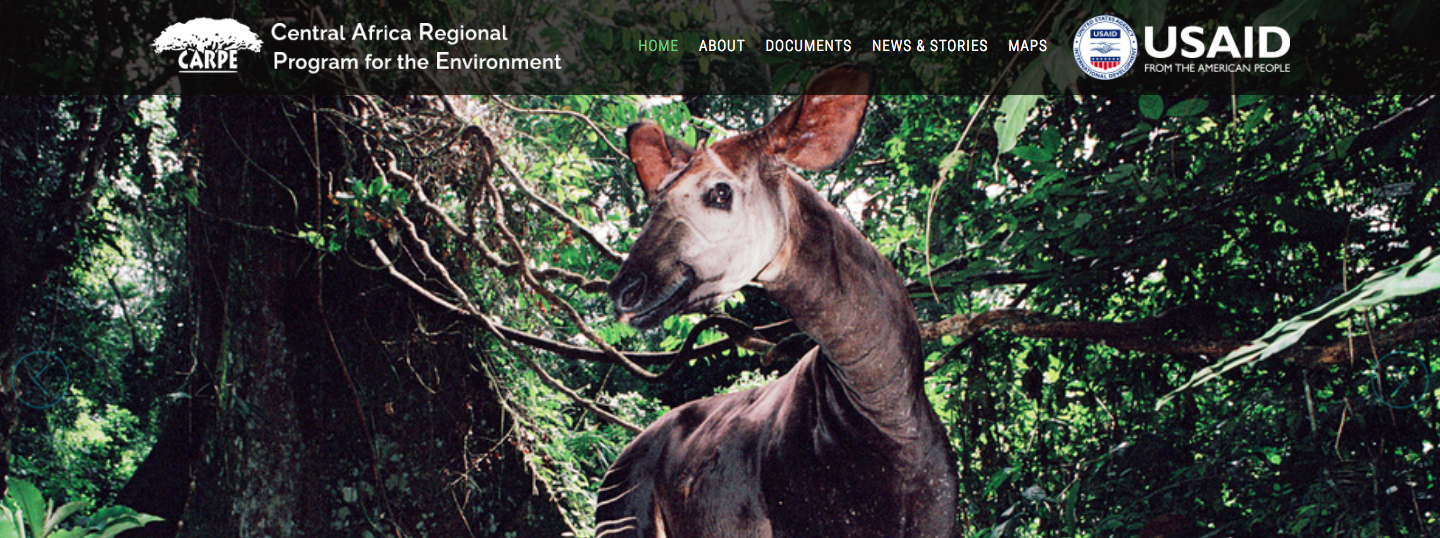 CARPE
Central Africa Regional
Program for the Environment
HOME ABOUT DOCUMENTS NEWS & STORIES MAPS
UNITED STATES AGENCY
INTERNATIONAL DEVELOPMENT
USAID
USAID
FROM THE AMERICAN PEOPLE